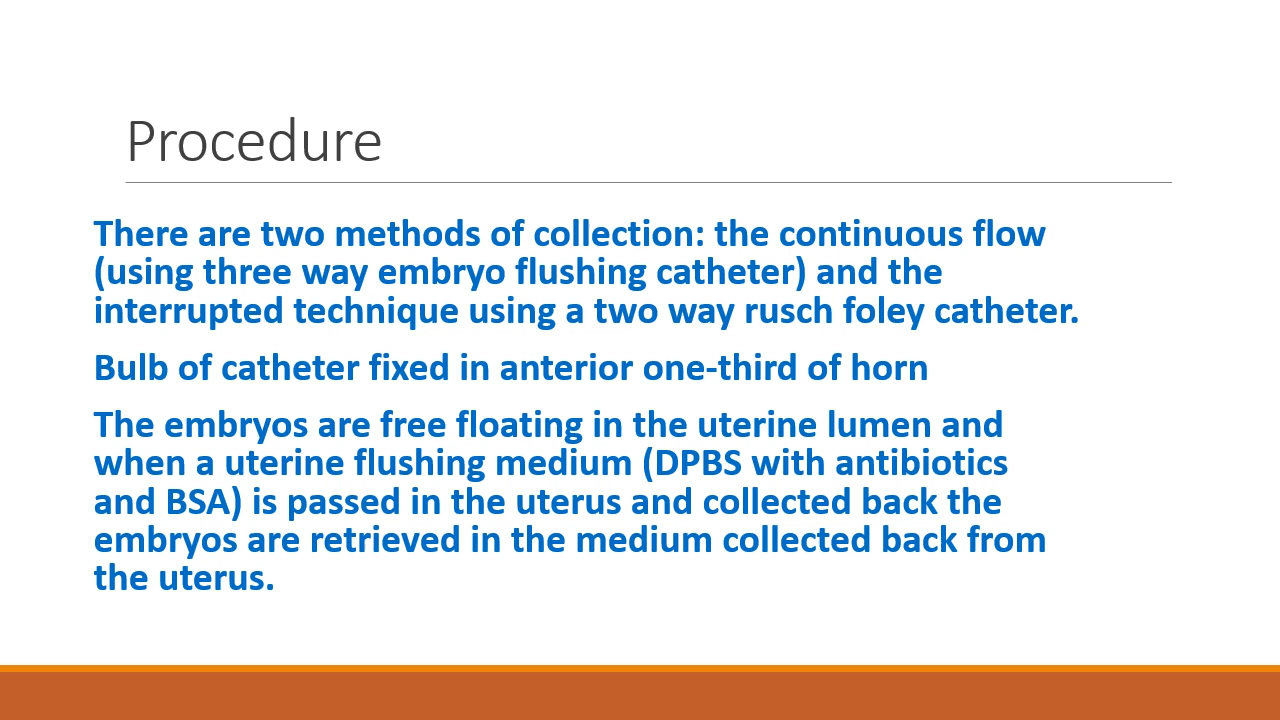 Procedure
There are two methods of collection: the continuous flow
(using three way embryo flushing catheter) and the
interrupted technique using a two way rusch foley catheter.
Bulb of catheter fixed in anterior one-third of horn
The embryos are free floating in the uterine lumen and
when a uterine flushing medium (DPBS with antibiotics
and BSA) is passed in the uterus and collected back the
embryos are retrieved in the medium collected back from
the uterus.